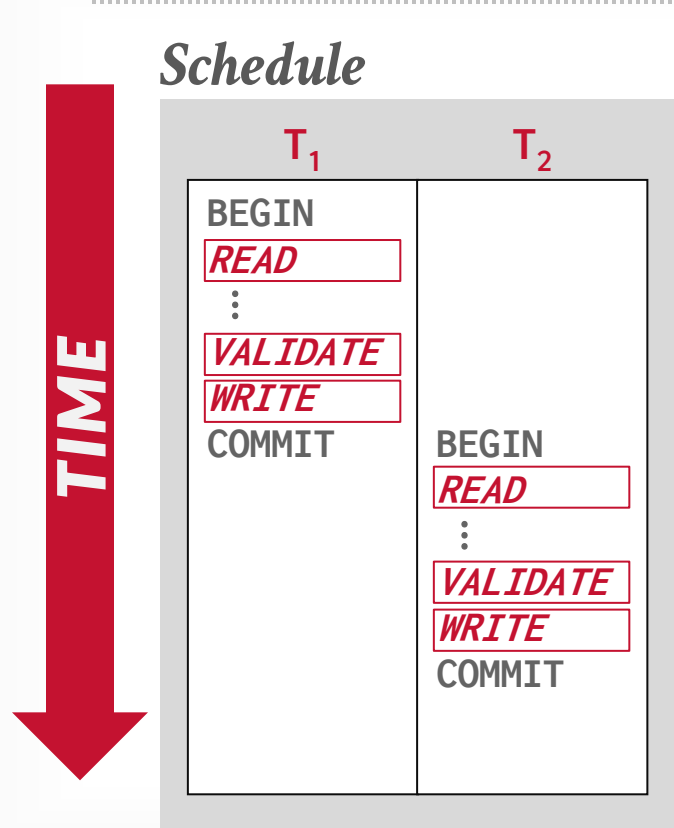 Schedule
TIME
T1 T2
BEGIN
READ
⋮
VALIDATE
WRITE
COMMIT BEGIN
READ
⋮
VALIDATE
WRITE
COMMIT